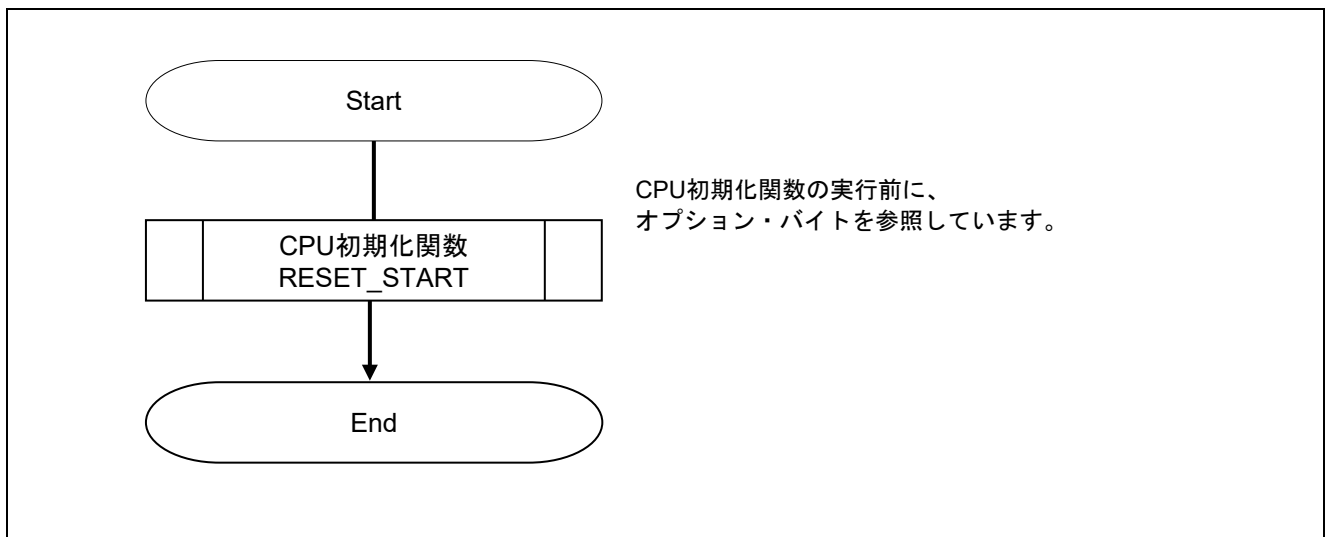 Start
CPU初期化関数の実行前に、
オプション・バイトを参照しています。
CPU初期化関数
RESET_START
End